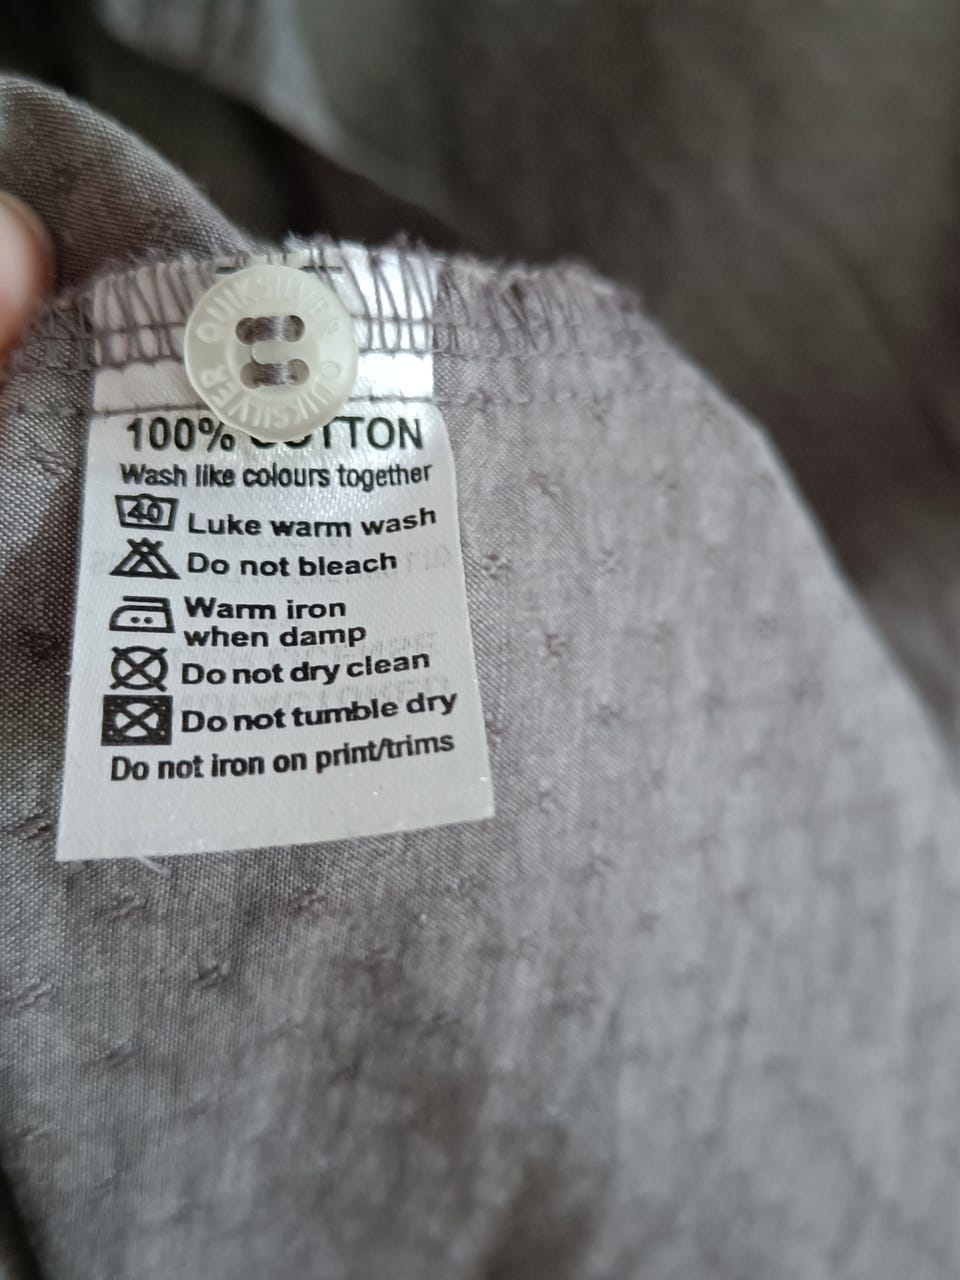 QUIKSILVER
QUIKSILVER
100% COTTON
Wash like colours together
40 Luke warm wash
Do not bleach
Warm iron
when damp
Do not dry clean
Do not tumble dry
Do not iron on print/trims